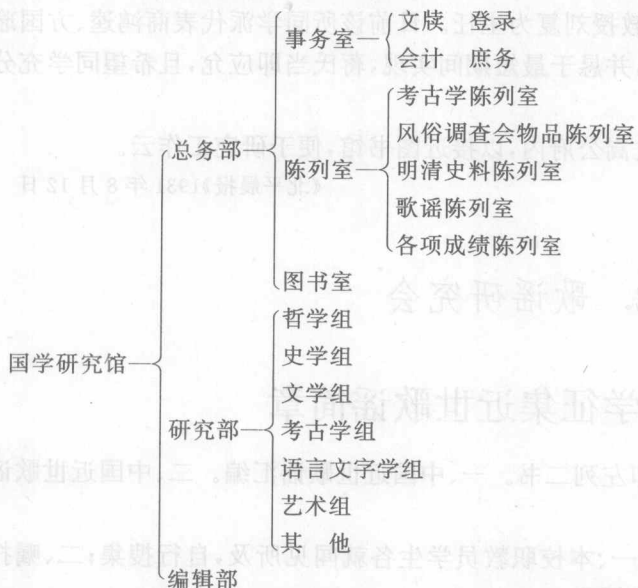 事务室 文牍 登录
会计 庶务
考古学陈列室
风俗调查会物品陈列室
总务部 陈列室 明清史料陈列室
歌谣陈列室
各项成绩陈列室
图书室
国学研究馆
哲学组
史学组
文学组
研究部 考古学组
语言文字学组
艺术组
其 他
编辑部